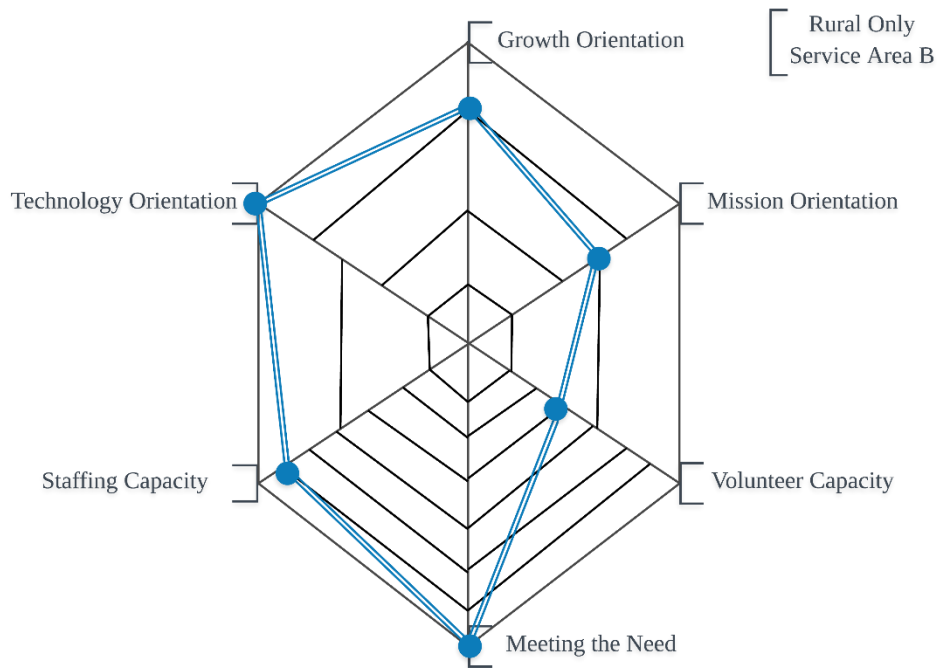 Rural Only
Service Area B
Growth Orientation
Technology Orientation
Mission Orientation
Staffing Capacity
Volunteer Capacity
Meeting the Need